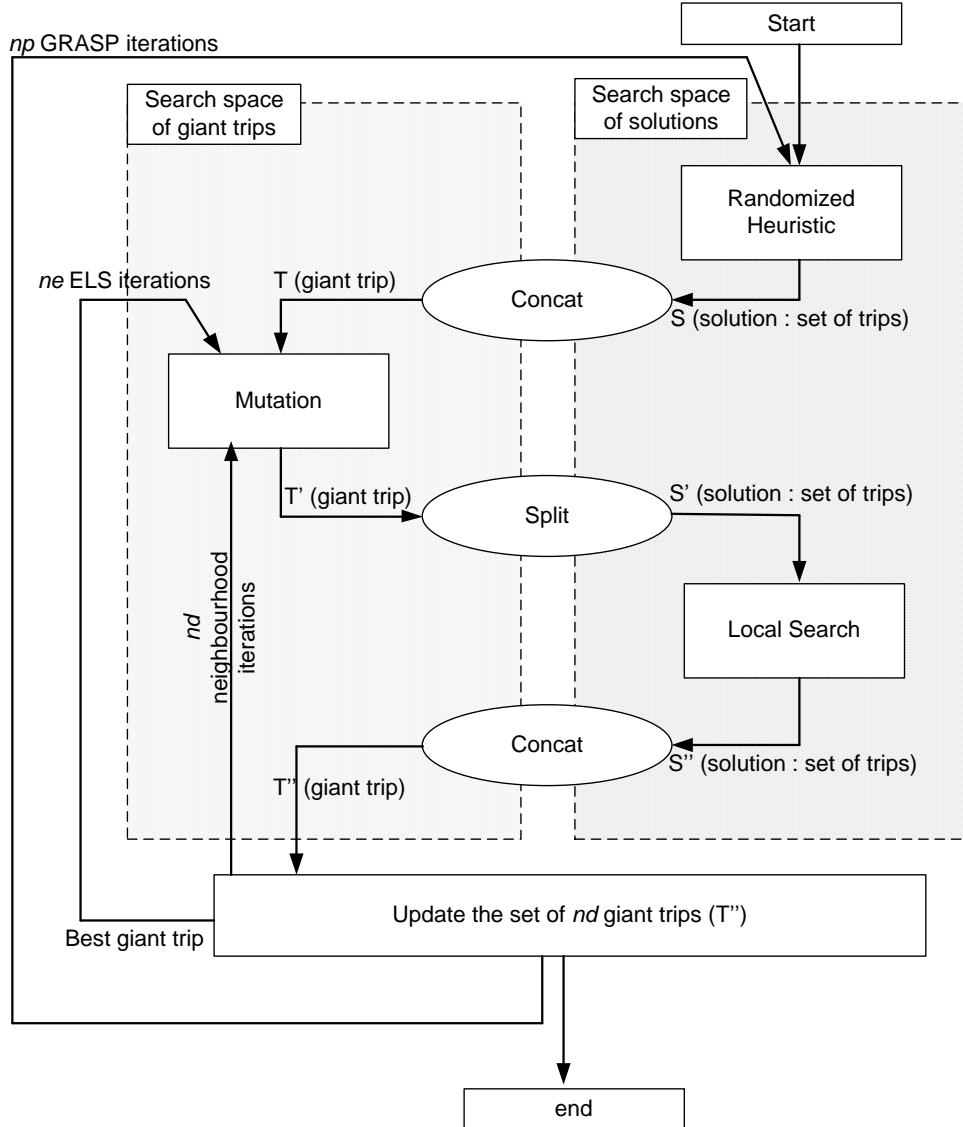 Start
np GRASP iterations
Search space
of giant trips
Search space
of solutions
Randomized
Heuristic
ne ELS iterations
T (giant trip)
Concat
S (solution : set of trips)
Mutation
T' (giant trip)
Split
S' (solution : set of trips)
nd
neighbourhood
iterations
Local Search
Concat
S'' (solution : set of trips)
T'' (giant trip)
Update the set of nd giant trips (T'')
Best giant trip
end